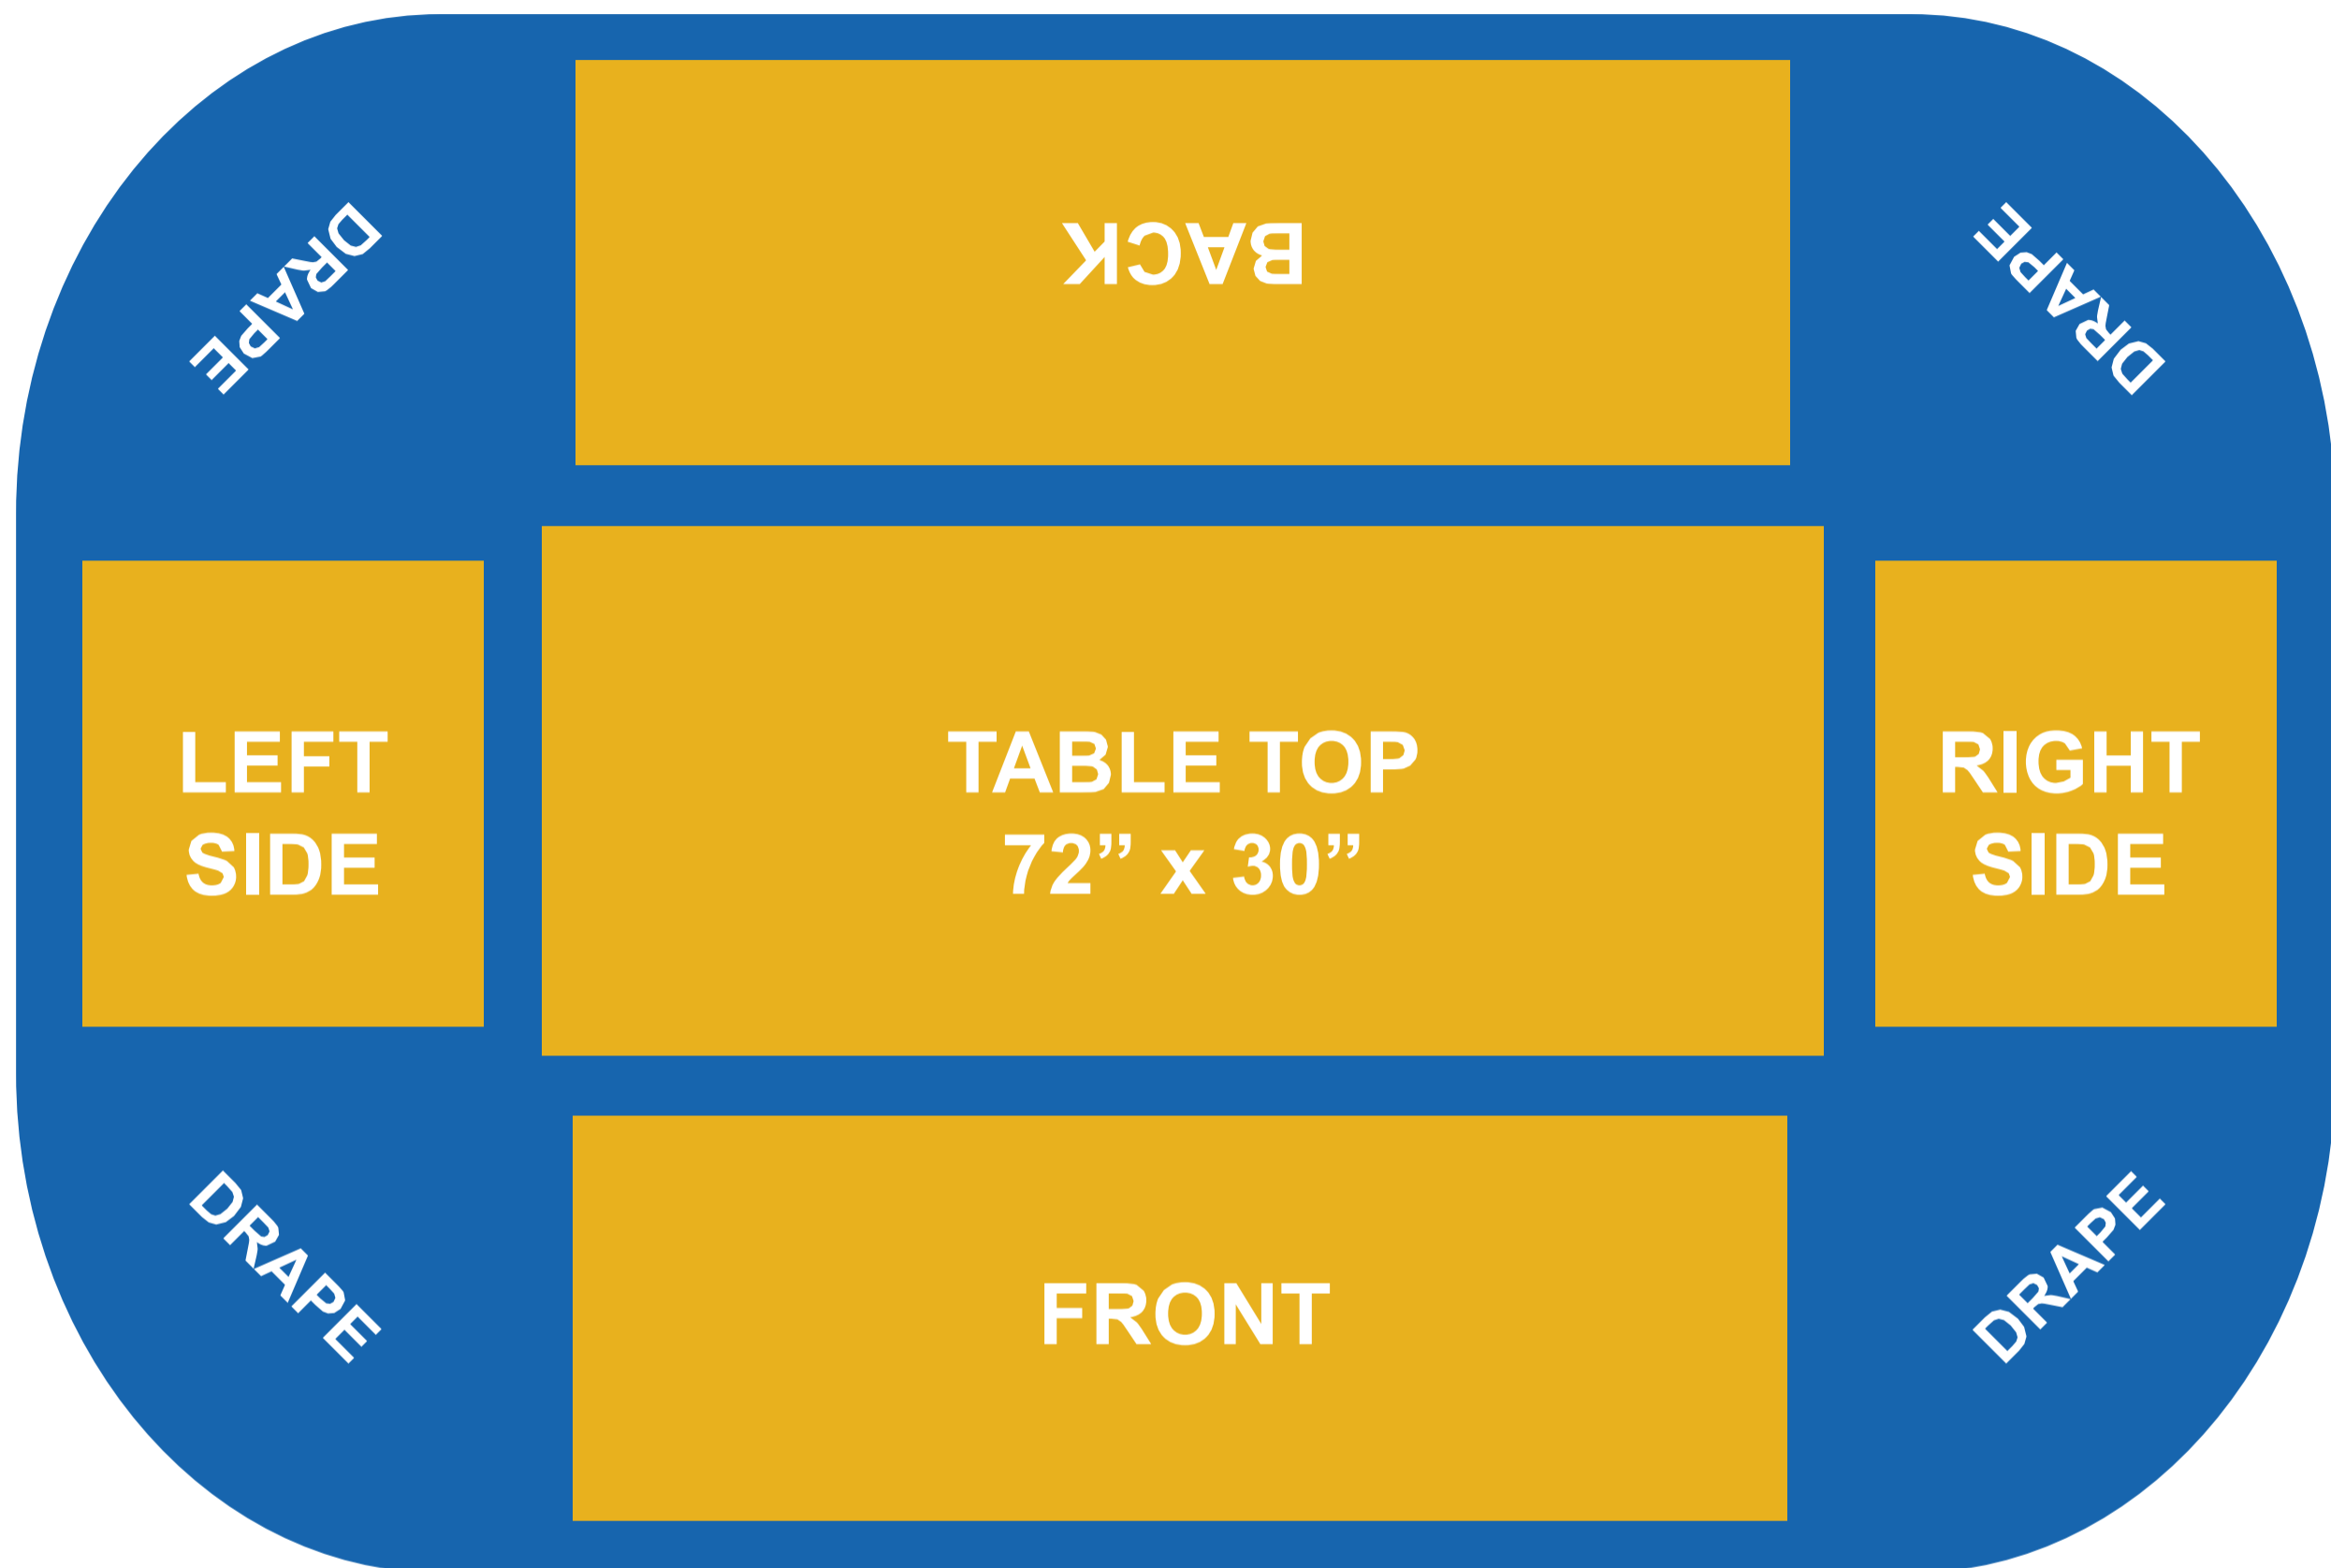 DRAPE
BACK
DRAPE
LEFT
SIDE
TABLE TOP
72’’ x 30’’
RIGHT
SIDE
DRAPE
FRONT
DRAPE